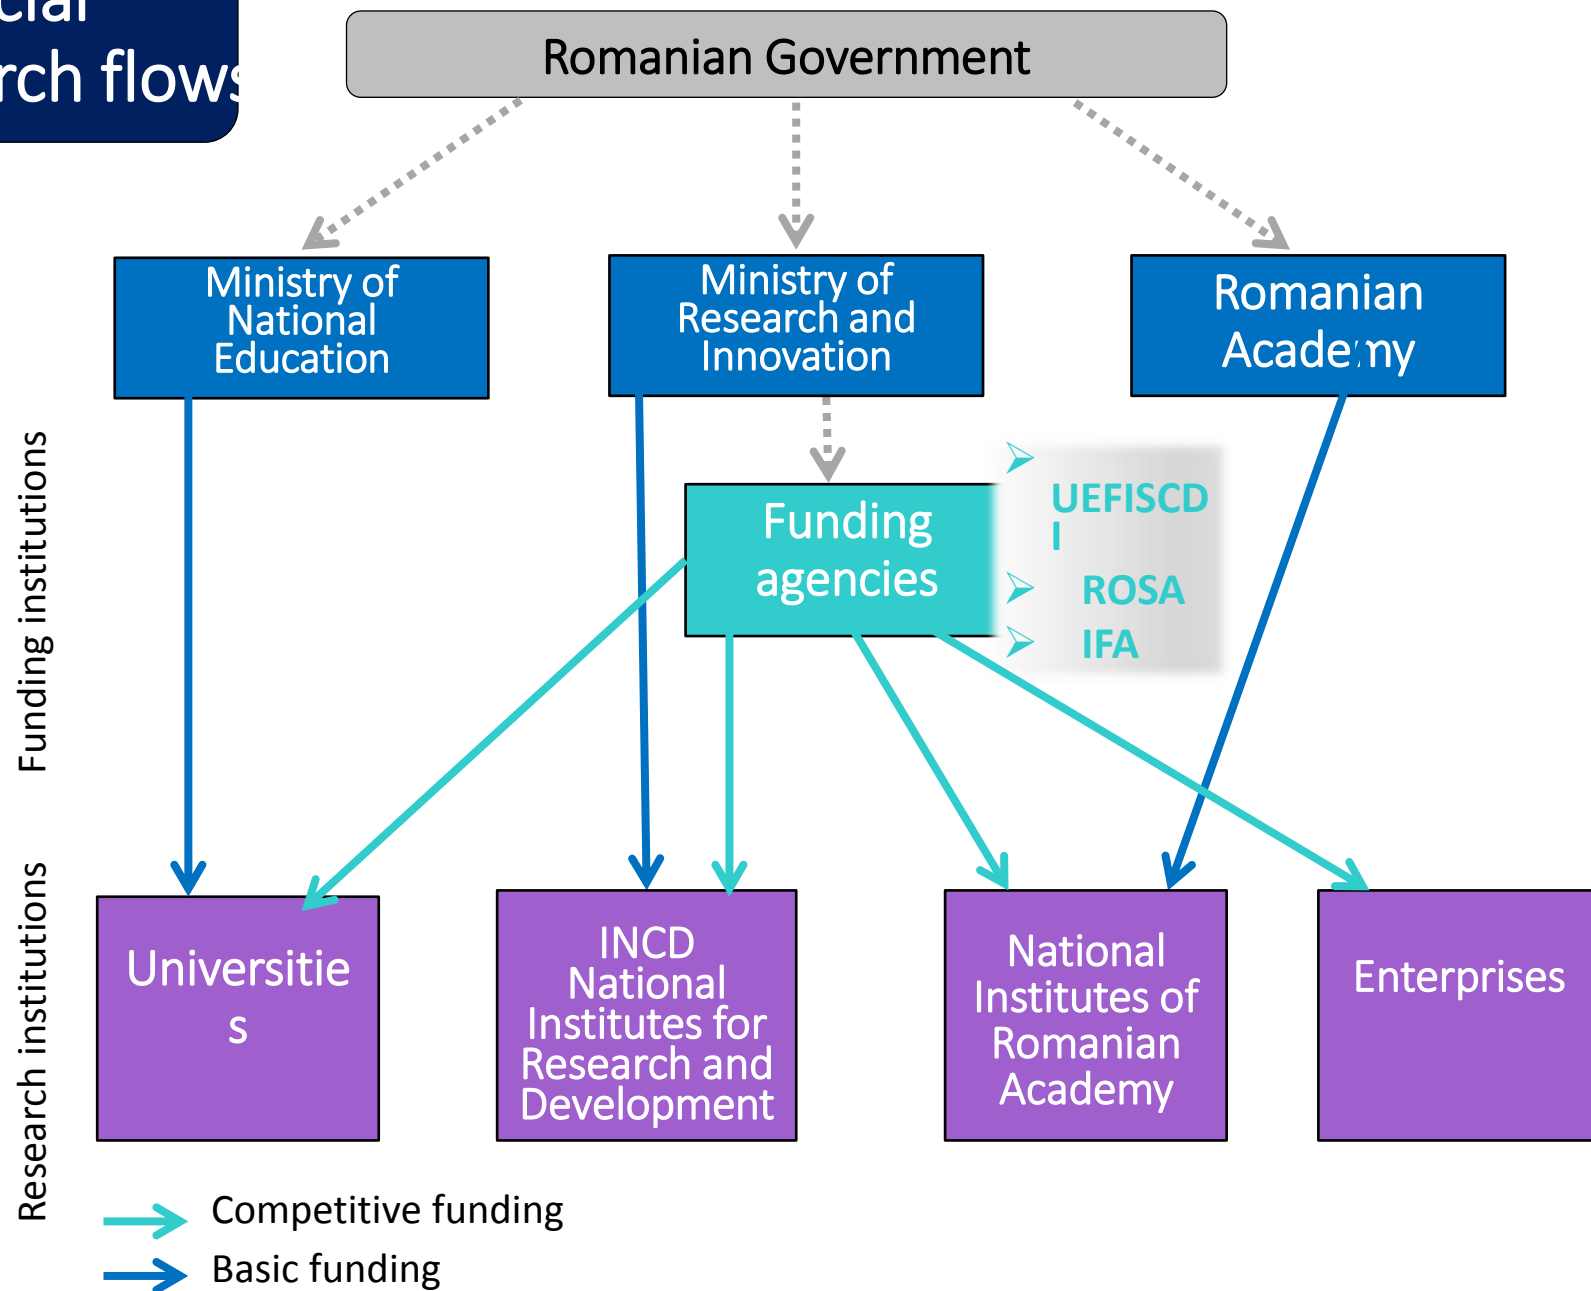 Romanian Government
flows
Ministry of
National
Education
Ministry of
Research and
Innovation
Romanian
Academy
Funding institutions
Funding
agencies
UEFISCD
I
ROSA
IFA
Research institutions
Universitie
s
INCD
National
Institutes for
Research and
Development
National
Institutes of
Romanian
Academy
Enterprises
Competitive funding
Basic funding